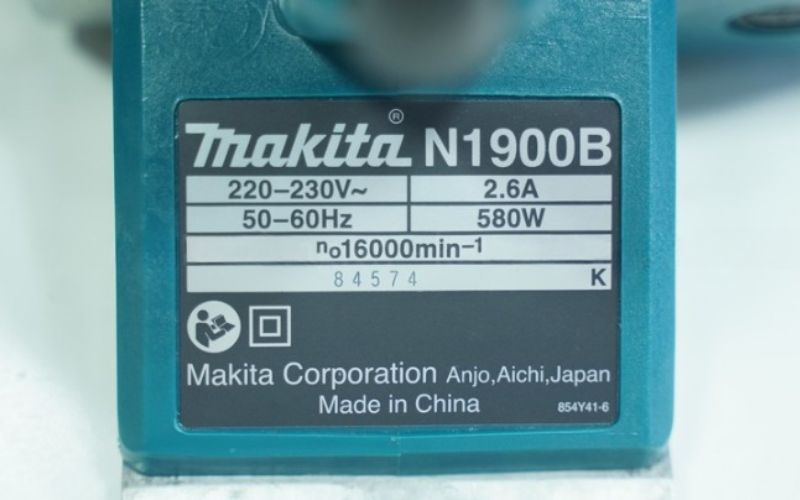 makita® N1900B
220–230V~ 2.6A
50–60Hz 580W
n₀16000min⁻¹
84574 K
Makita Corporation Anjo,Aichi,Japan
Made in China 854Y41-6